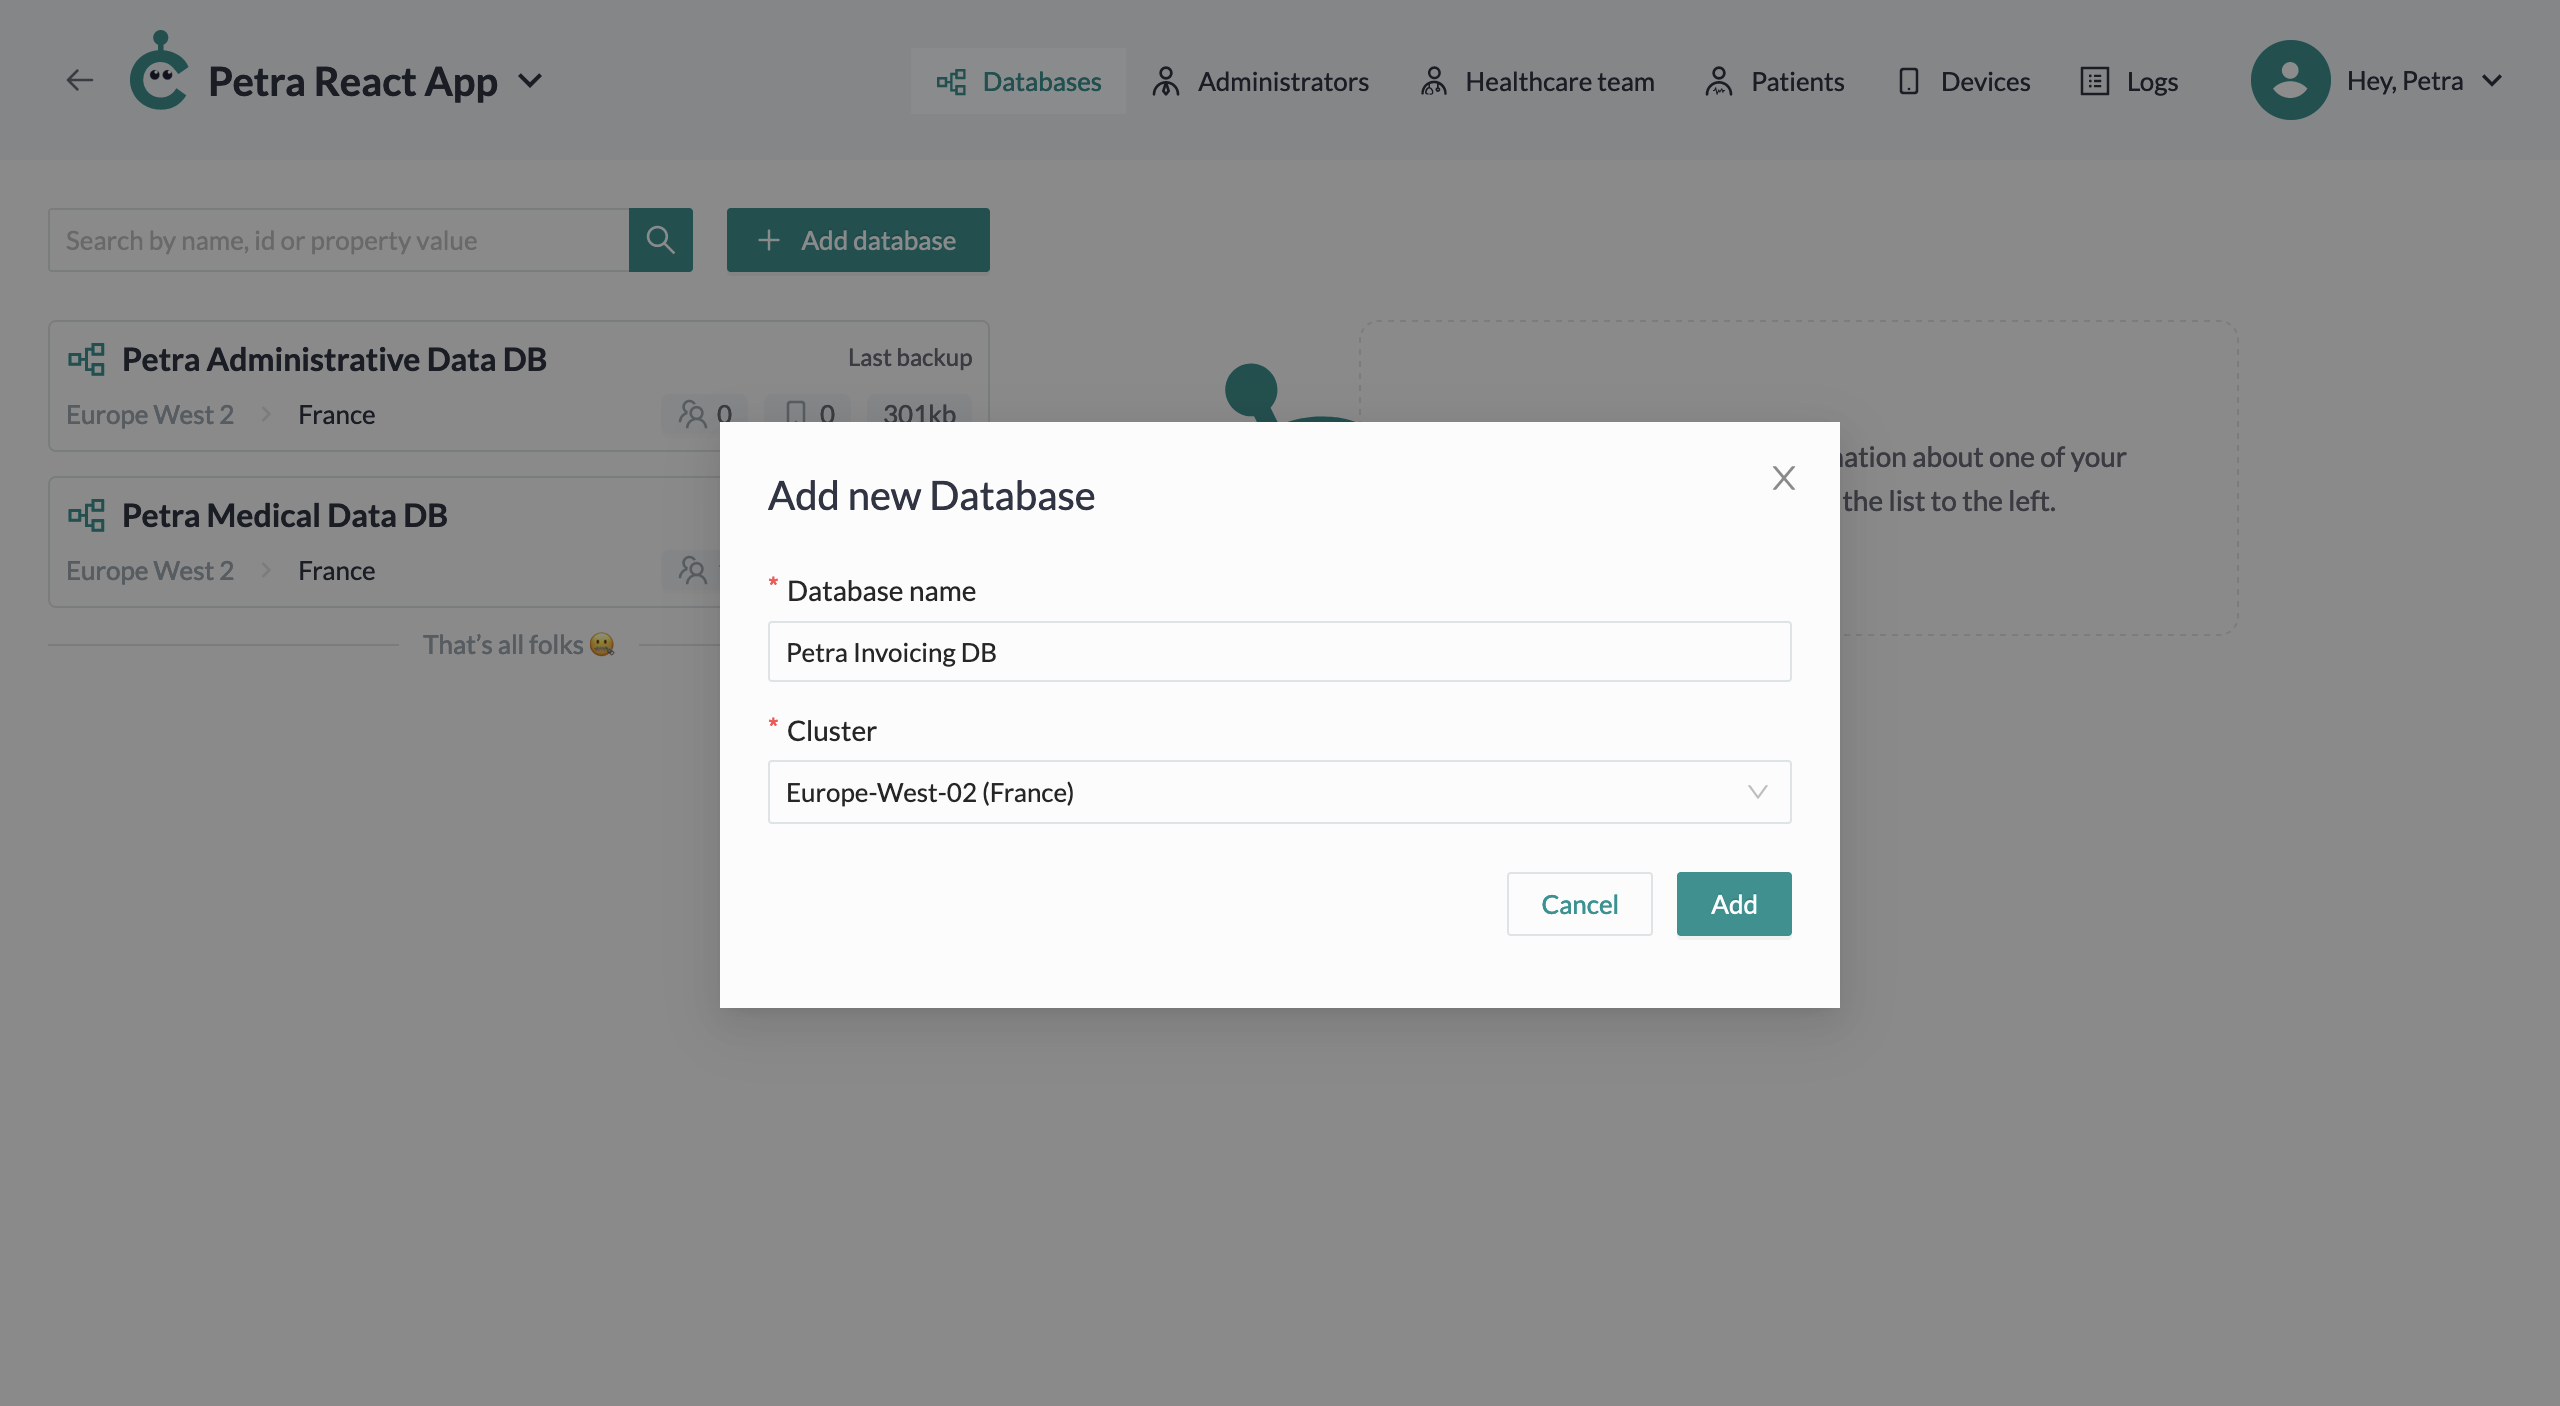 Petra React App
Databases
Administrators
Healthcare team
Patients
Devices
Logs
Hey, Petra
Search by name, id or property value
Add database
Petra Administrative Data DB
Last backup
Europe West 2 France
0 0 301kb
Petra Medical Data DB
Europe West 2 France
That’s all folks
about one of your
the list to the left.
Add new Database
* Database name
Petra Invoicing DB
* Cluster
Europe-West-02 (France)
Cancel
Add